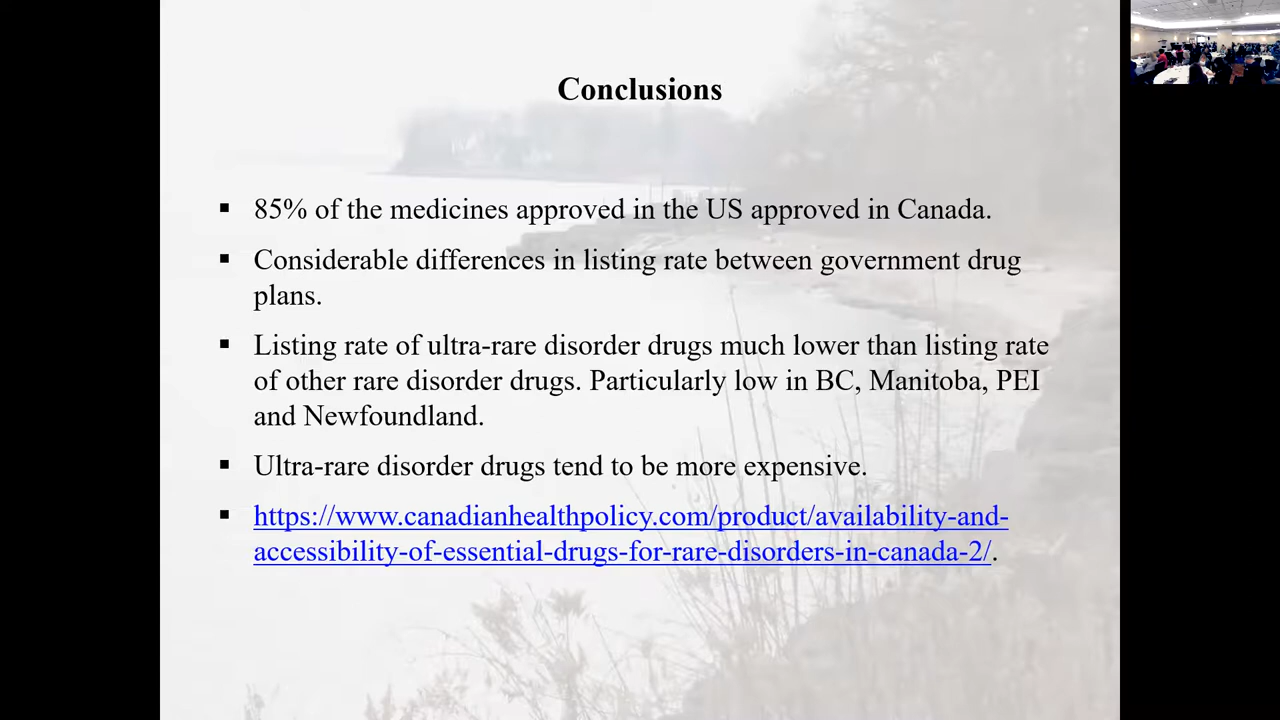 Conclusions
▪ 85% of the medicines approved in the US approved in Canada.
▪ Considerable differences in listing rate between government drug
plans.
▪ Listing rate of ultra-rare disorder drugs much lower than listing rate
of other rare disorder drugs. Particularly low in BC, Manitoba, PEI
and Newfoundland.
▪ Ultra-rare disorder drugs tend to be more expensive.
▪ https://www.canadianhealthpolicy.com/product/availability-and-
accessibility-of-essential-drugs-for-rare-disorders-in-canada-2/.